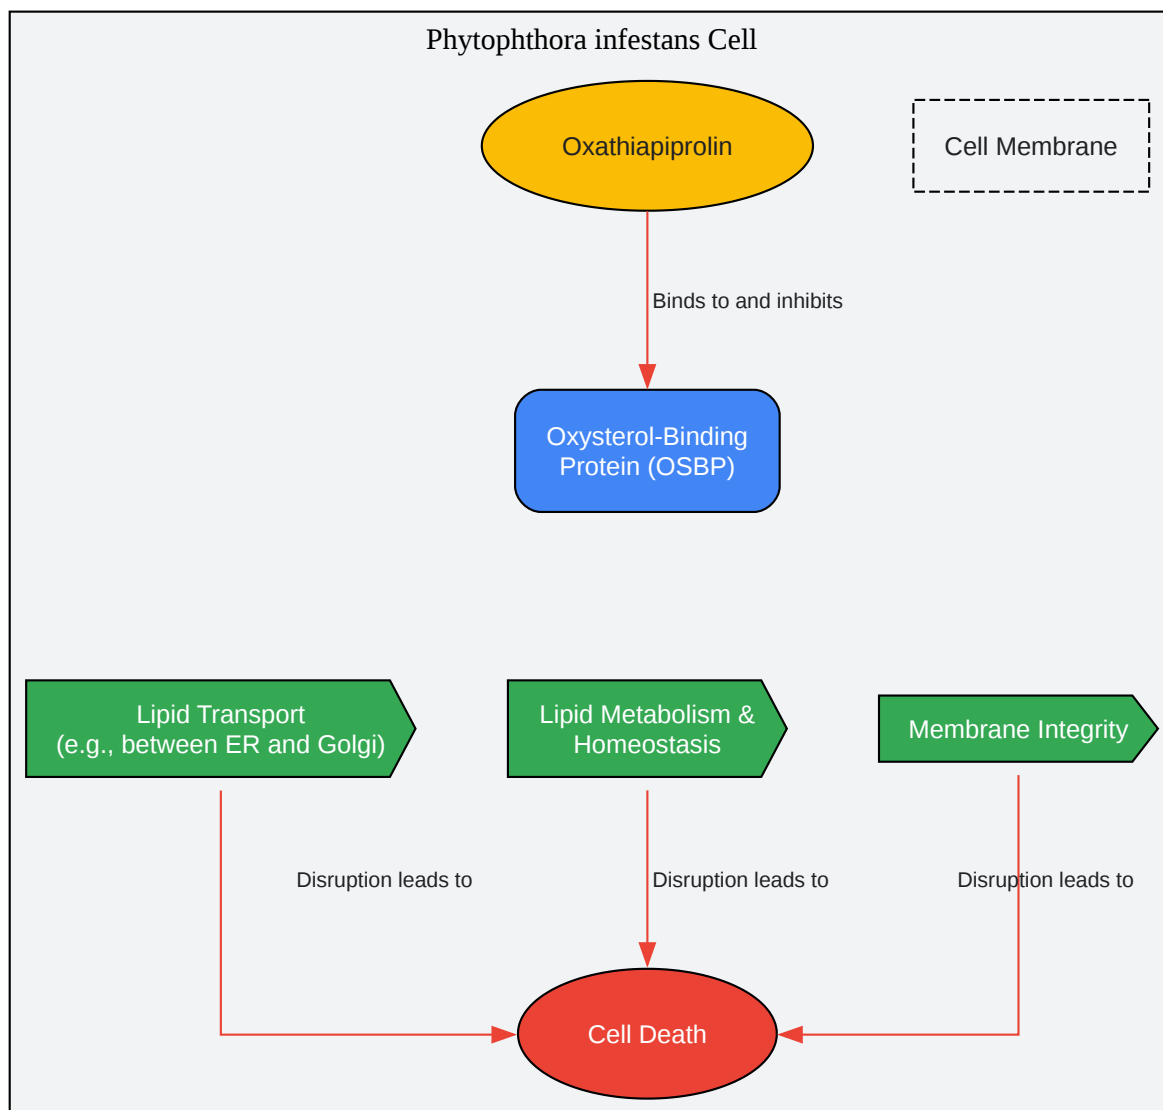 Phytophthora infestans Cell
Oxathiapiprolin
Cell Membrane
Binds to and inhibits
Oxysterol-Binding
Protein (OSBP)
Lipid Transport
(e.g., between ER and Golgi)
Lipid Metabolism &
Homeostasis
Membrane Integrity
Disruption leads to
Disruption leads to
Disruption leads to
Cell Death